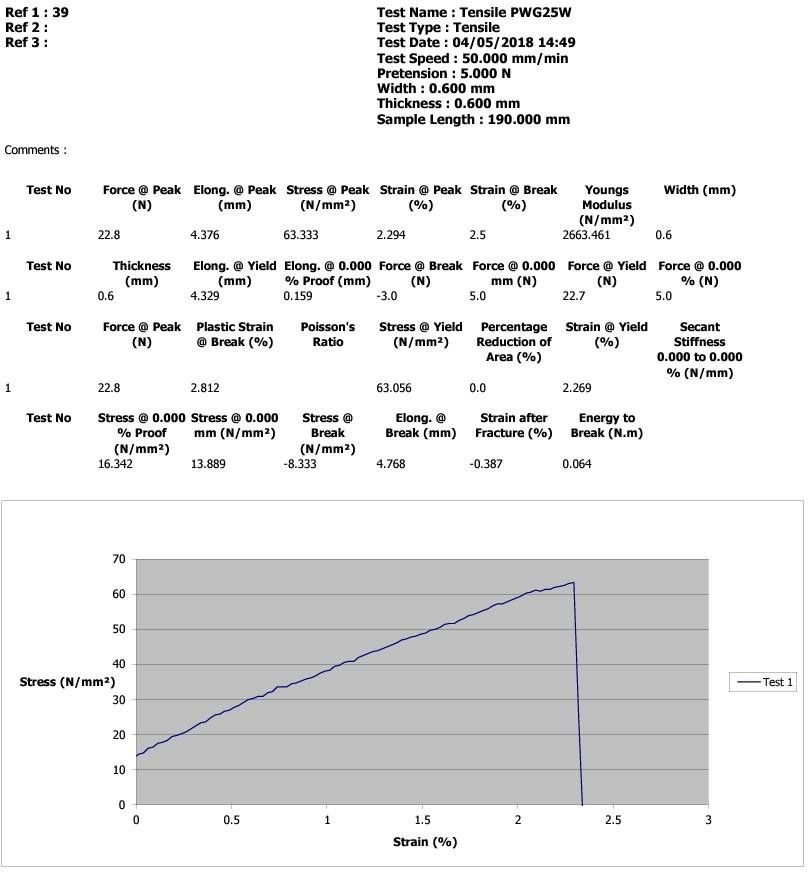 Ref 1 : 39
Ref 2 :
Ref 3 :
Test Name : Tensile PWG25W
Test Type : Tensile
Test Date : 04/05/2018 14:49
Test Speed : 50.000 mm/min
Pretension : 5.000 N
Width : 0.600 mm
Thickness : 0.600 mm
Sample Length : 190.000 mm
Comments :
Test No Force @ Peak Elong. @ Peak Stress @ Peak Strain @ Peak Strain @ Break Youngs Width (mm)
(N) (mm) (N/mm²) (%) (%) Modulus
(N/mm²)
1 22.8 4.376 63.333 2.294 2.5 2663.461 0.6
Test No Thickness Elong. @ Yield Elong. @ 0.000 Force @ Break Force @ 0.000 Force @ Yield Force @ 0.000
(mm) (mm) % Proof (mm) (N) mm (N) (N) % (N)
1 0.6 4.329 0.159 -3.0 5.0 22.7 5.0
Test No Force @ Peak Plastic Strain Poisson's Stress @ Yield Percentage Strain @ Yield Secant
(N) @ Break (%) Ratio (N/mm²) Reduction of (%) Stiffness
Area (%) 0.000 to 0.000
% (N/mm)
1 22.8 2.812 63.056 0.0 2.269
Test No Stress @ 0.000 Stress @ 0.000 Stress @ Elong. @ Strain after Energy to
% Proof mm (N/mm²) Break Break (mm) Fracture (%) Break (N.m)
(N/mm²) (N/mm²)
16.342 13.889 -8.333 4.768 -0.387 0.064
70
60
50
40
Stress (N/mm²)
30
20
10
0
0 0.5 1 1.5 2 2.5 3
Strain (%)
Test 1